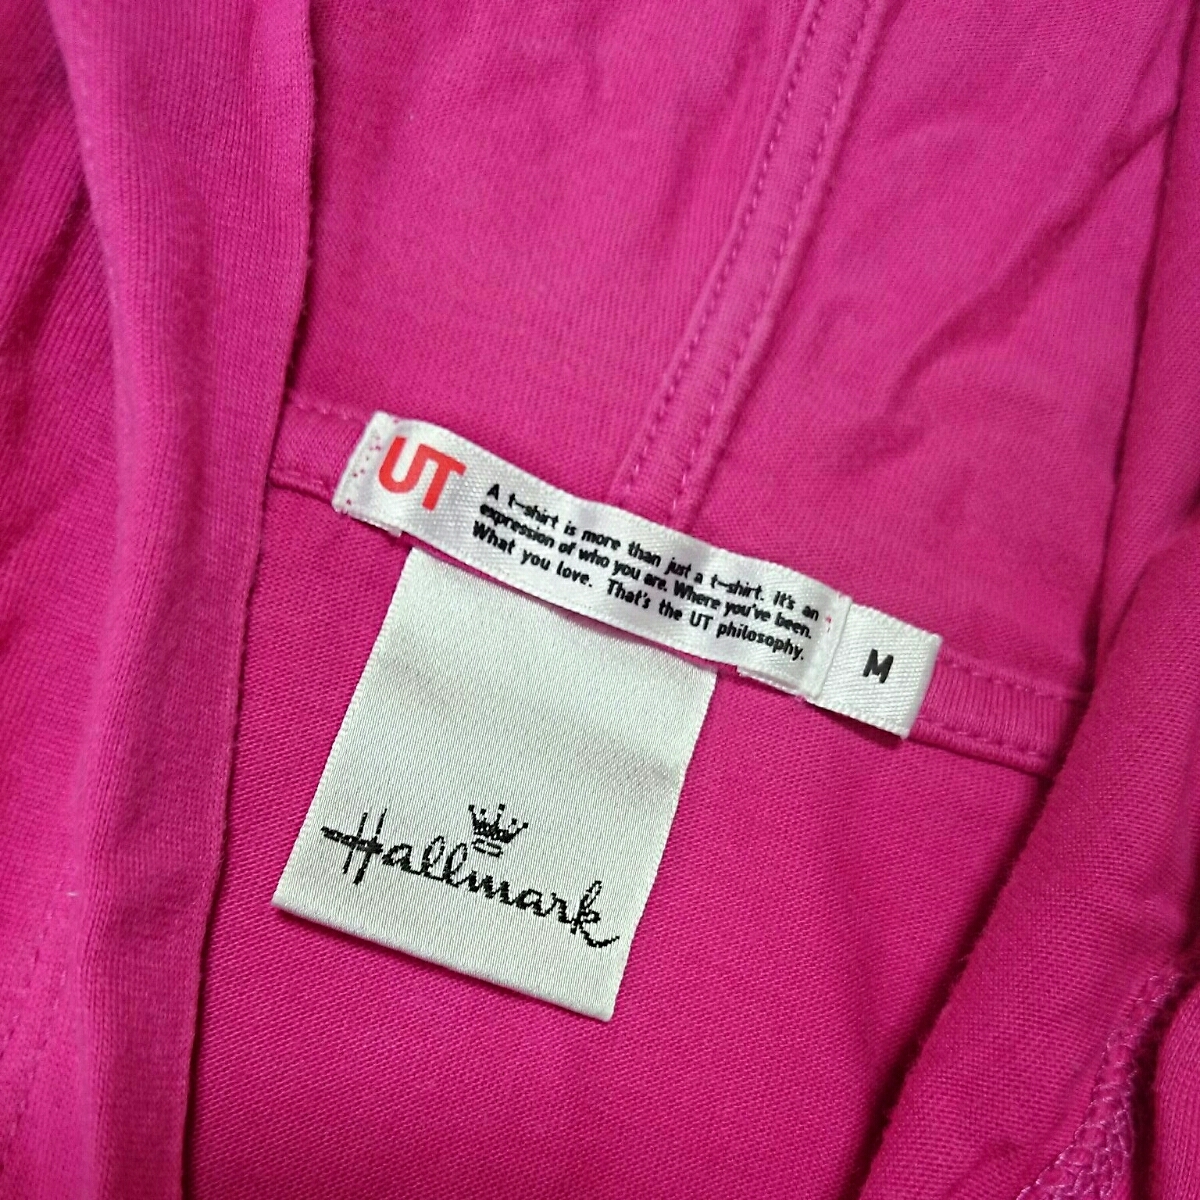 UT
A t-shirt is more than just a t-shirt. It's an
expression of who you are. Where you've been.
What you love. That's the UT philosophy.
M
Hallmark